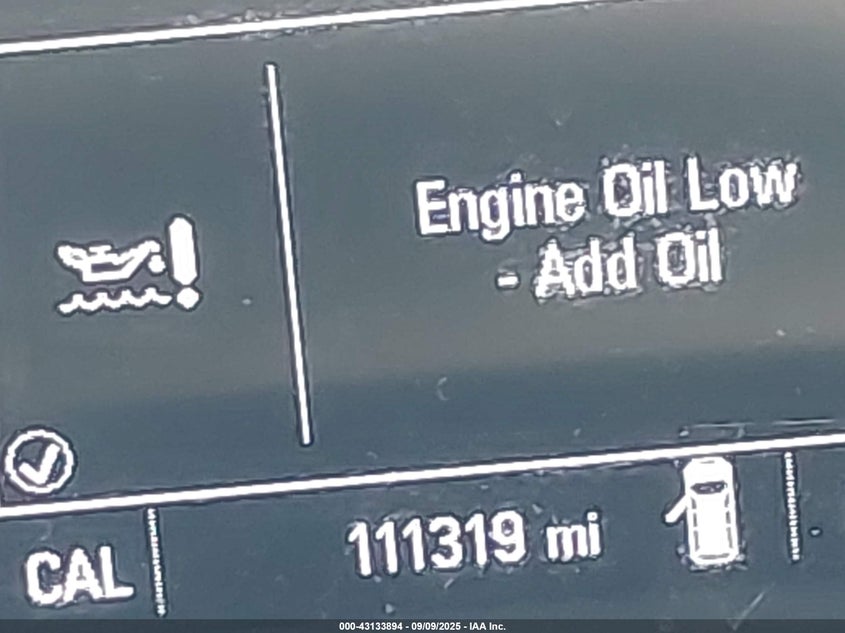 Engine Oil Low
- Add Oil
CAL
111319 mi
000-43133894 - 09/09/2025 - IAA Inc.